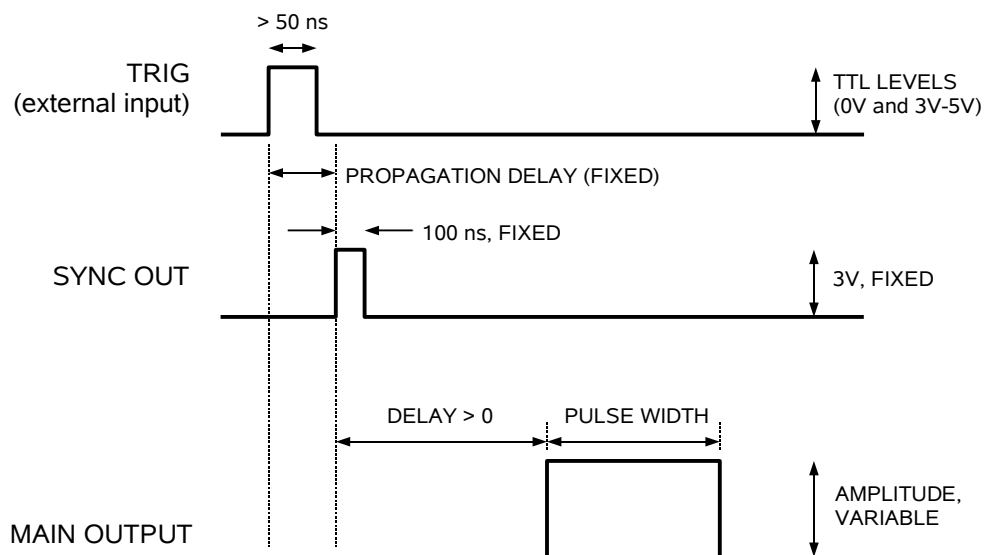 > 50 ns
TRIG
(external input)
TTL LEVELS
(0V and 3V-5V)
PROPAGATION DELAY (FIXED)
100 ns, FIXED
SYNC OUT
3V, FIXED
DELAY > 0
PULSE WIDTH
AMPLITUDE,
VARIABLE
MAIN OUTPUT